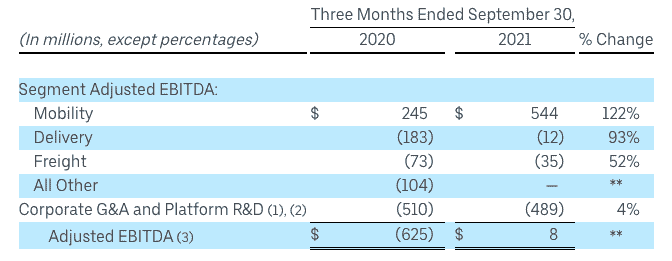 Three Months Ended September 30,
(In millions, except percentages) 2020 2021 % Change
Segment Adjusted EBITDA:
Mobility $ 245 $ 544 122%
Delivery (183) (12) 93%
Freight (73) (35) 52%
All Other (104) — **
Corporate G&A and Platform R&D (1), (2) (510) (489) 4%
Adjusted EBITDA (3) $ (625) $ 8 **